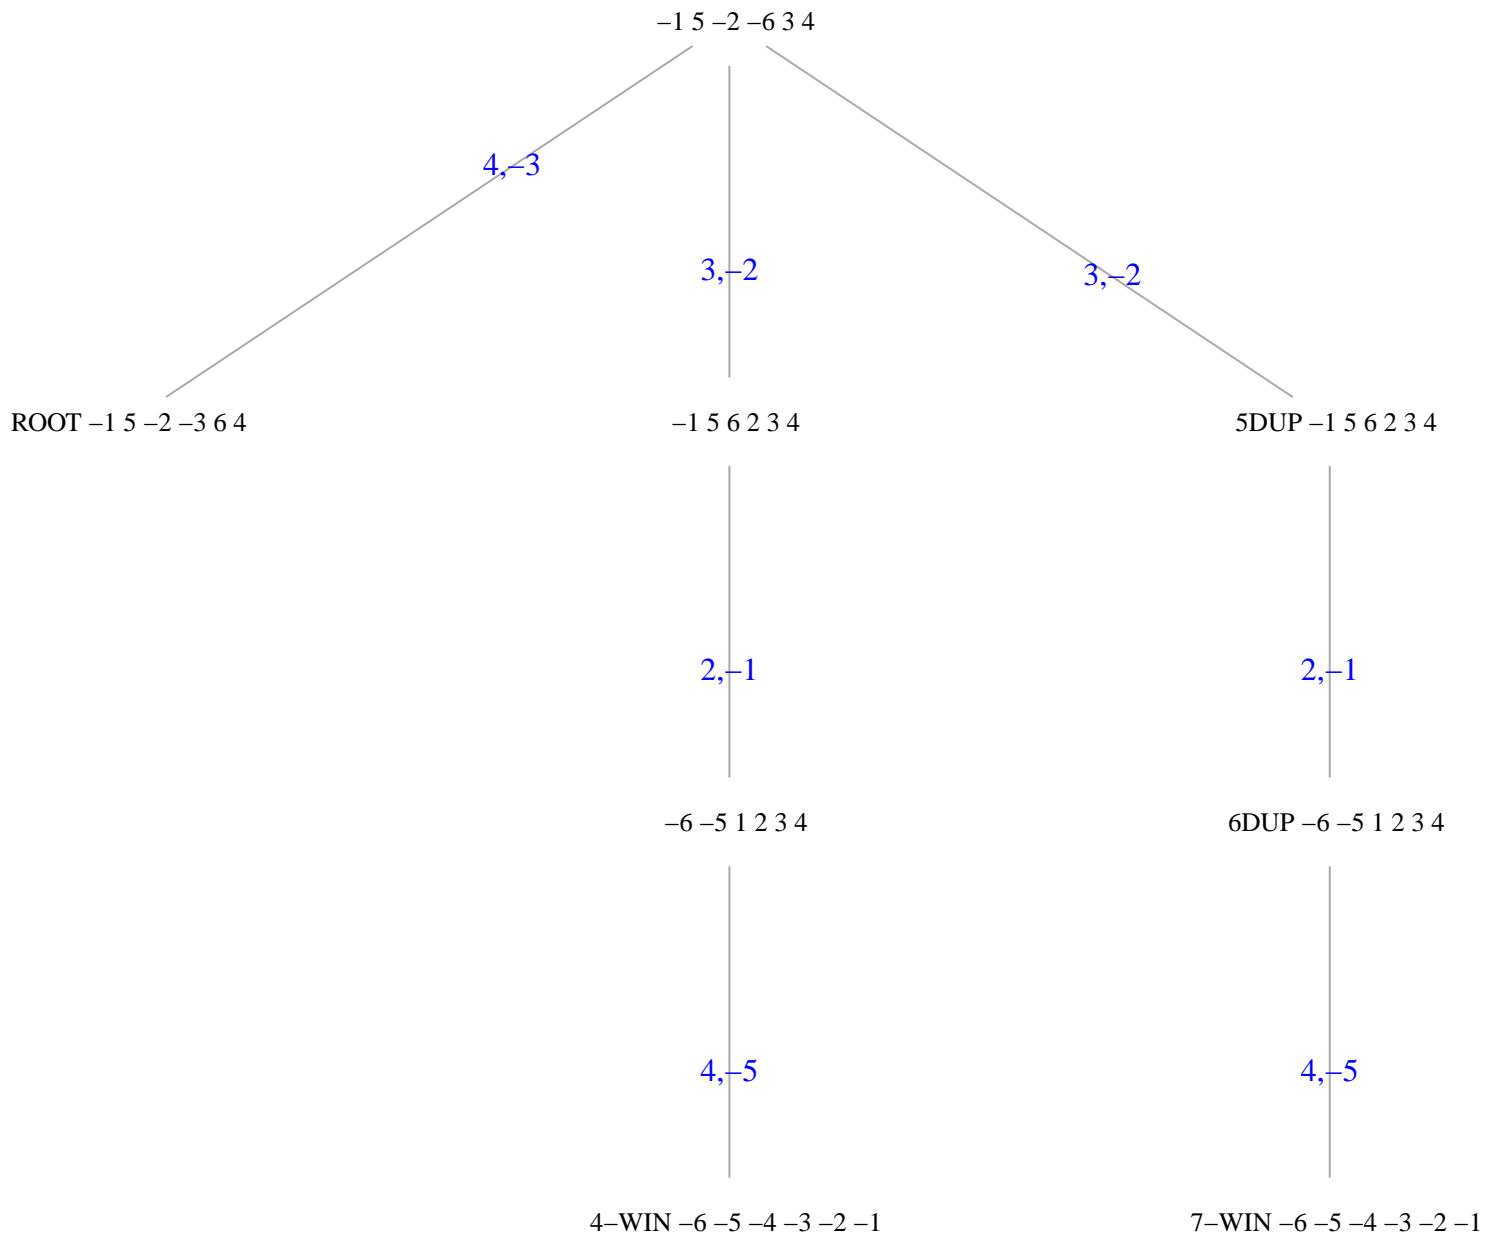 –1 5 –2 –6 3 4
4,–3
3,–2
3,–2
ROOT –1 5 –2 –3 6 4
–1 5 6 2 3 4
5DUP –1 5 6 2 3 4
2,–1
2,–1
–6 –5 1 2 3 4
6DUP –6 –5 1 2 3 4
4,–5
4,–5
4–WIN –6 –5 –4 –3 –2 –1
7–WIN –6 –5 –4 –3 –2 –1